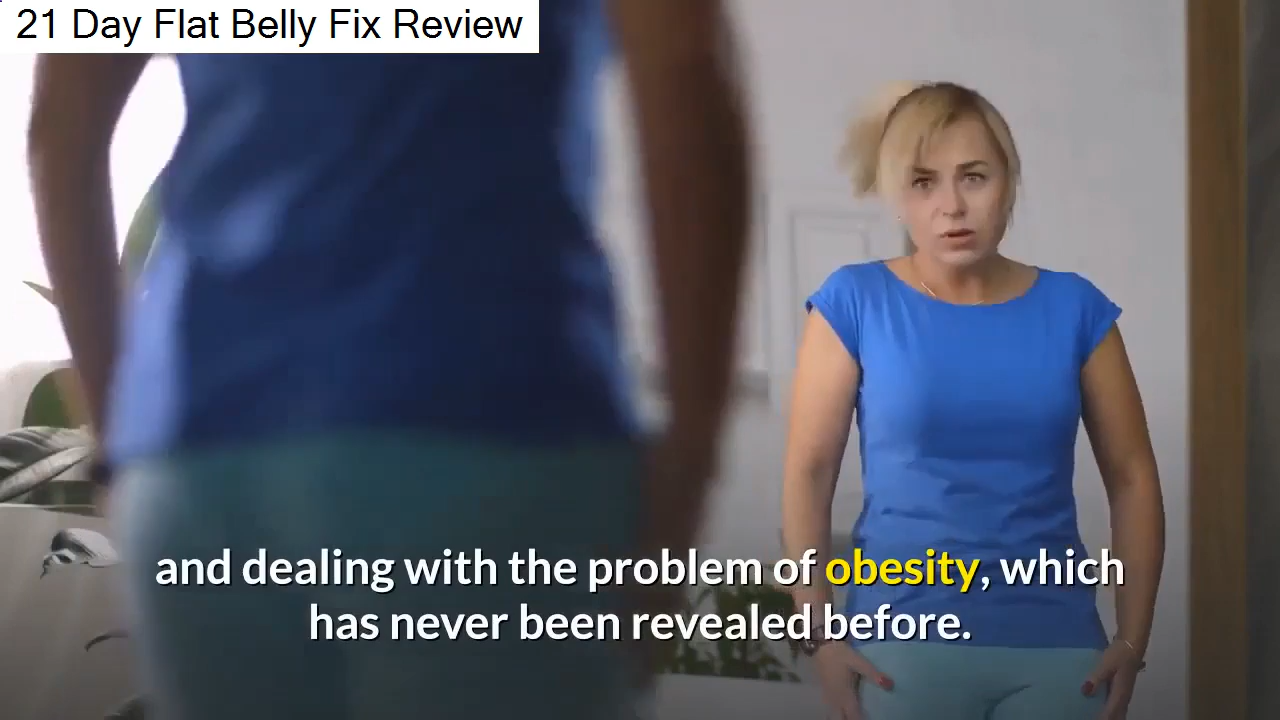 21 Day Flat Belly Fix Review
and dealing with the problem of obesity, which
has never been revealed before.